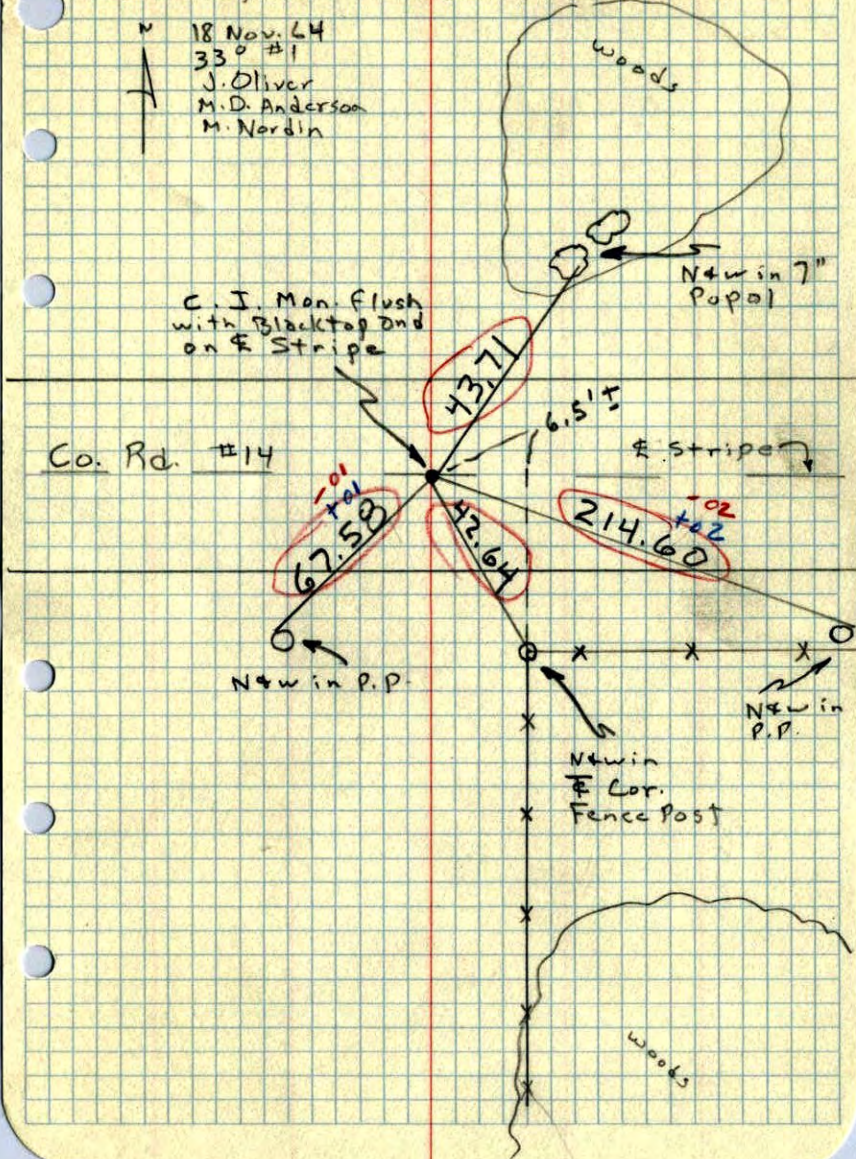 N
18 Nov. 64
33° #1
J. Oliver
M. D. Anderson
M. Nordin
Woods
N&W in 7"
Popol
C. I. Mon. Flush
with Blacktop and
on ℄ Stripe
43.71
6.5' ±
Co. Rd. #14
℄ Stripe
-01
+01
67.58
42.64
214.60
-02
+02
N&W in P.P.
N&W in
P.P.
N&W in
℄ Cor.
Fence Post
Woods